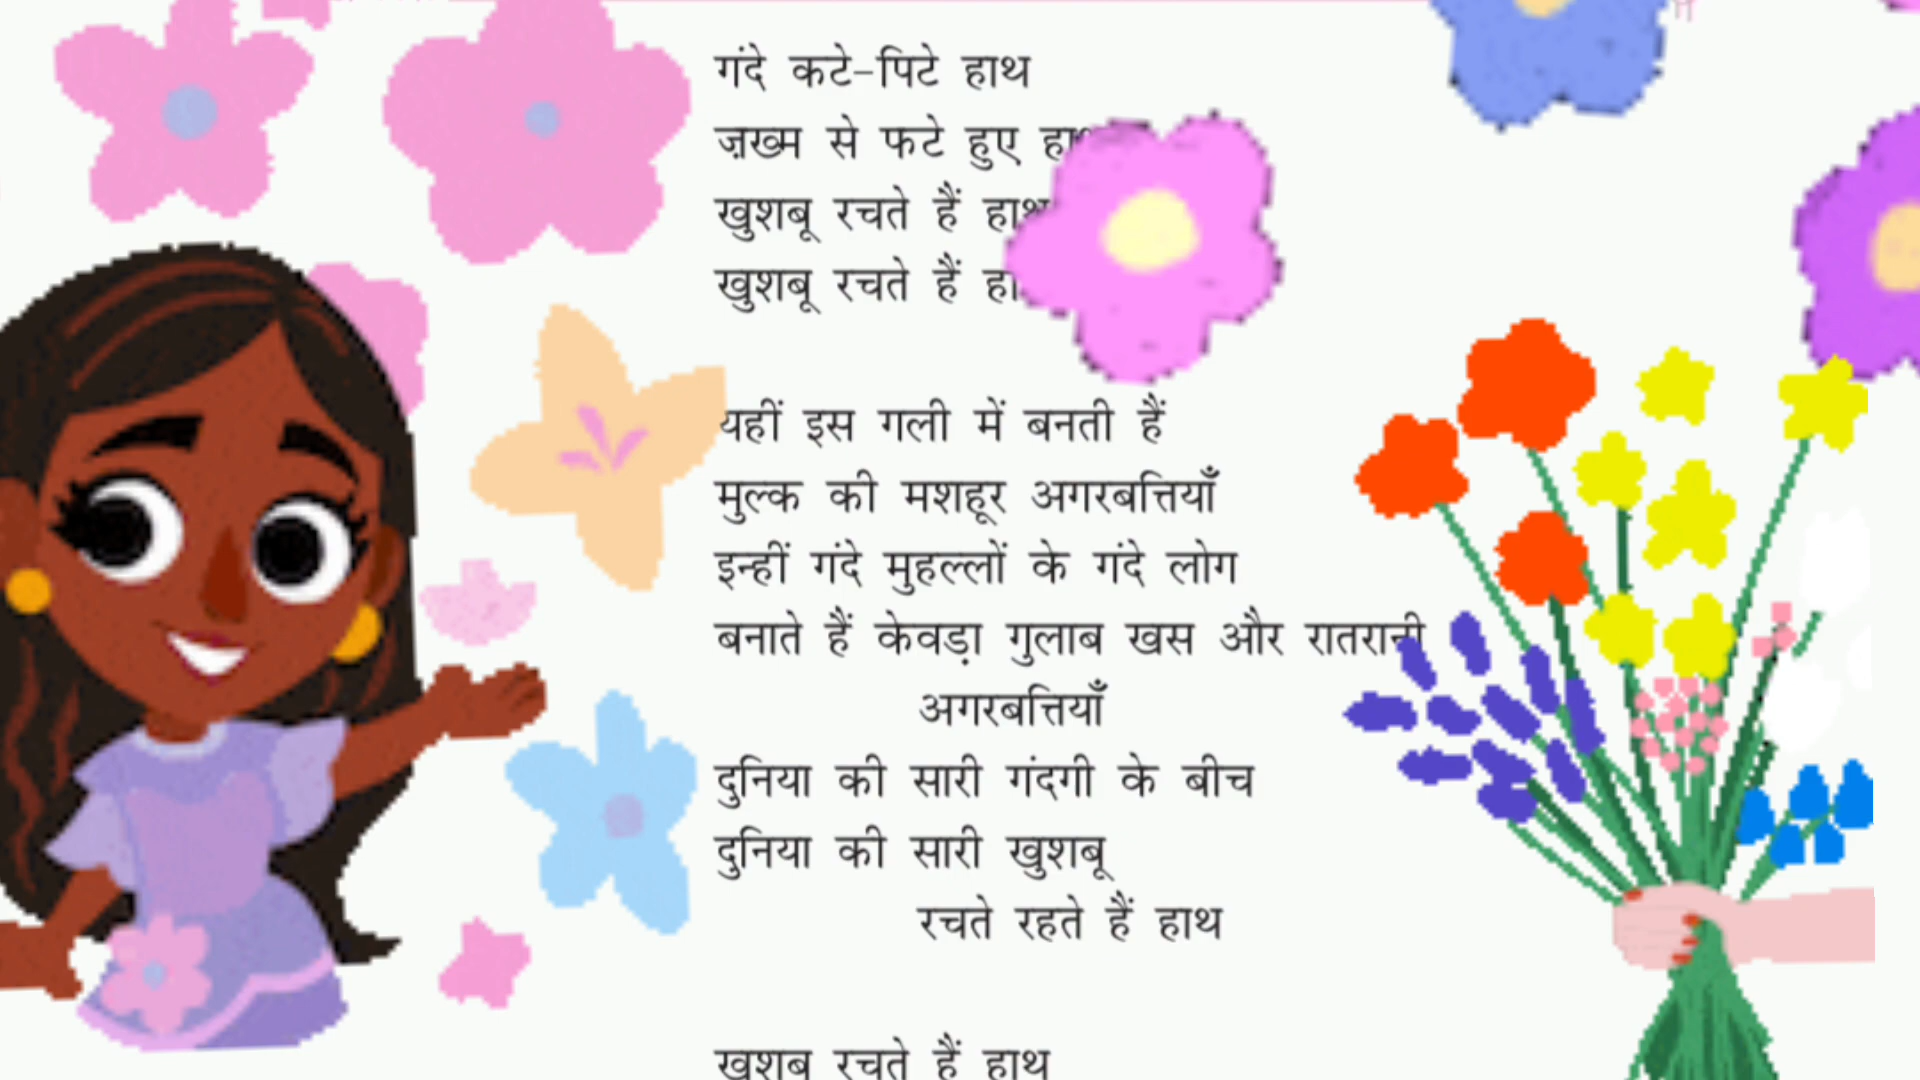 गंदे कटे-पिटे हाथ
ज़ख्म से फटे हुए
खुशबू रचते हैं हाथ
खुशबू रचते हैं
यहीं इस गली में बनती हैं
मुल्क की मशहूर अगरबत्तियाँ
इन्हीं गंदे मुहल्लों के गंदे लोग
बनाते हैं केवड़ा गुलाब खस और रातरानी
अगरबत्तियाँ
दुनिया की सारी गंदगी के बीच
दुनिया की सारी खुशबू
रचते रहते हैं हाथ
खुशबू रचते हैं हाथ